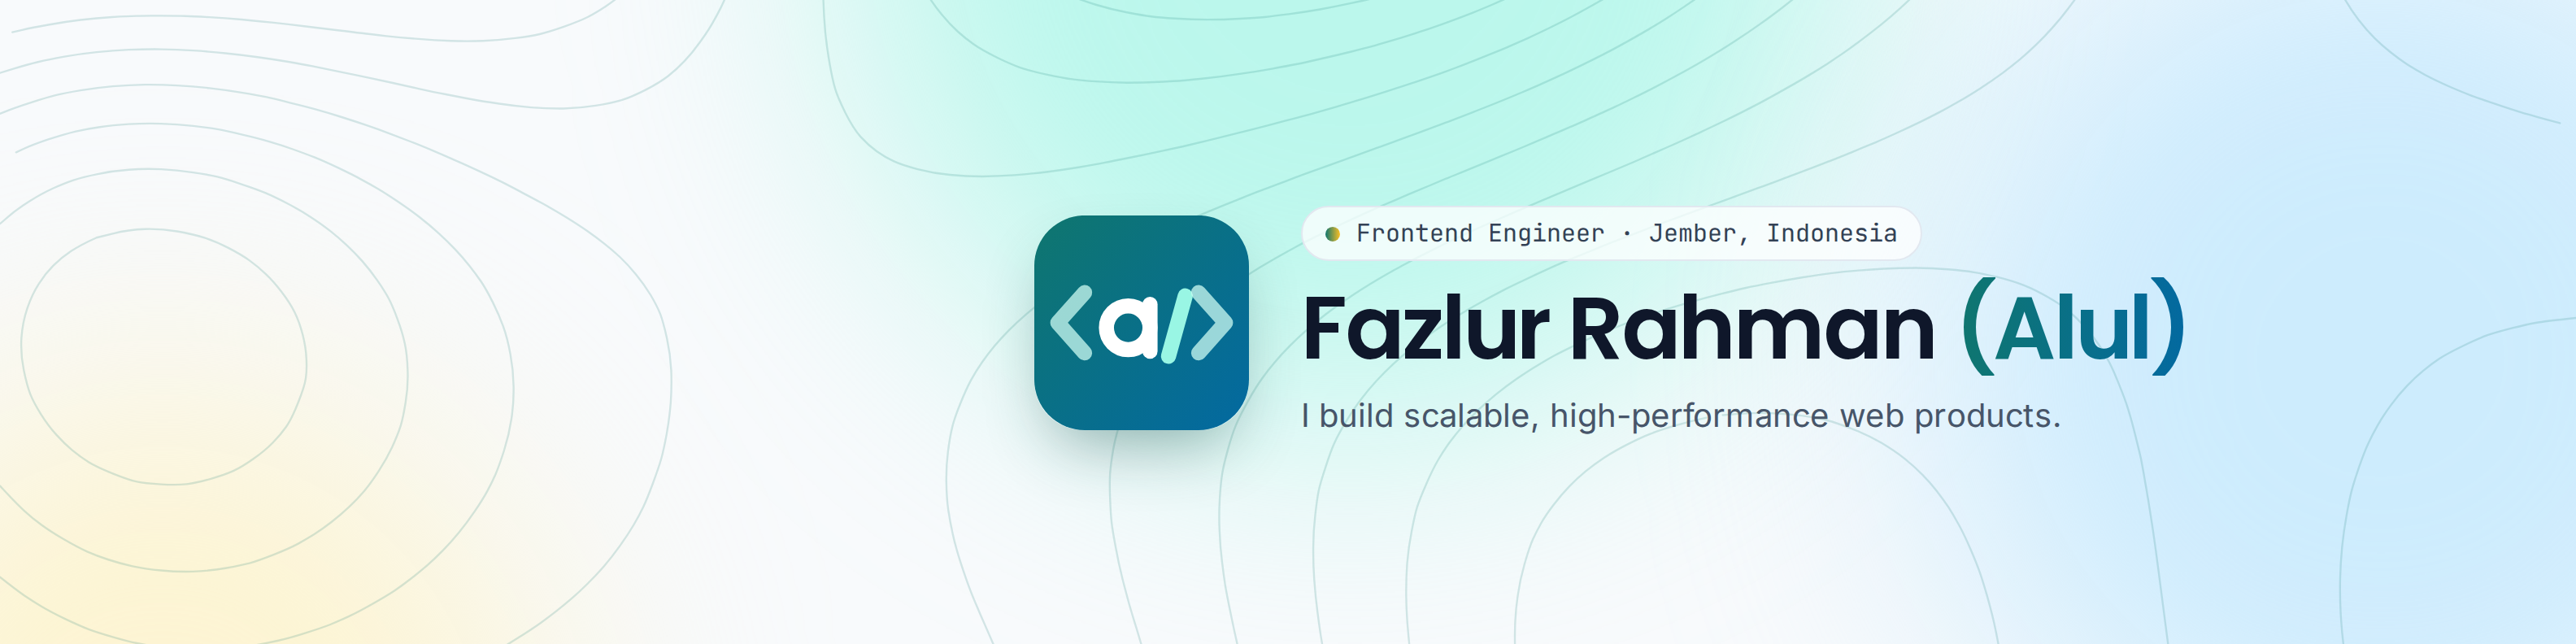 <a/>
Frontend Engineer · Jember, Indonesia
Fazlur Rahman (Alul)
I build scalable, high-performance web products.